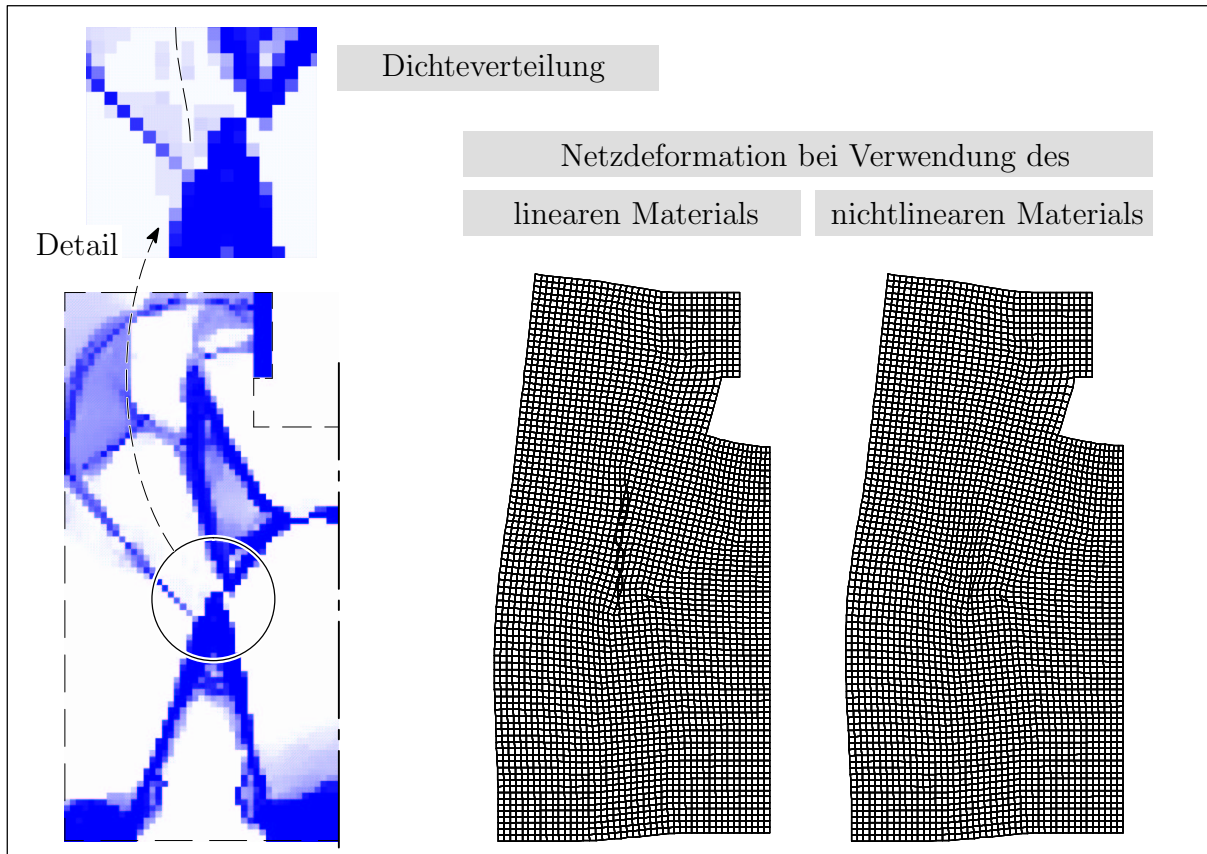 Dichteverteilung
Netzdeformation bei Verwendung des
linearen Materials
nichtlinearen Materials
Detail